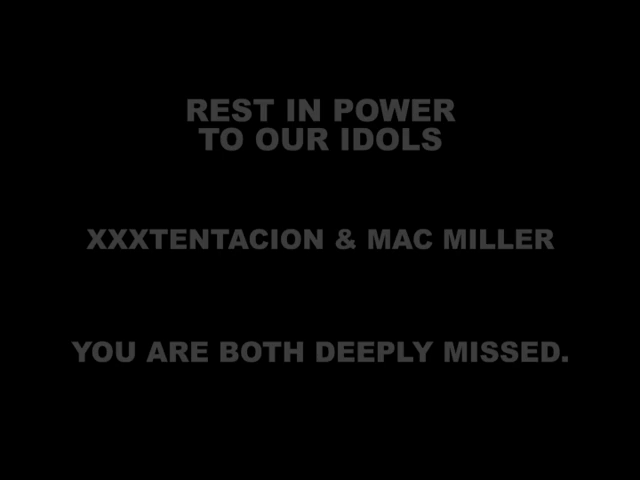 REST IN POWER
TO OUR IDOLS
XXXTENTACION & MAC MILLER
YOU ARE BOTH DEEPLY MISSED.